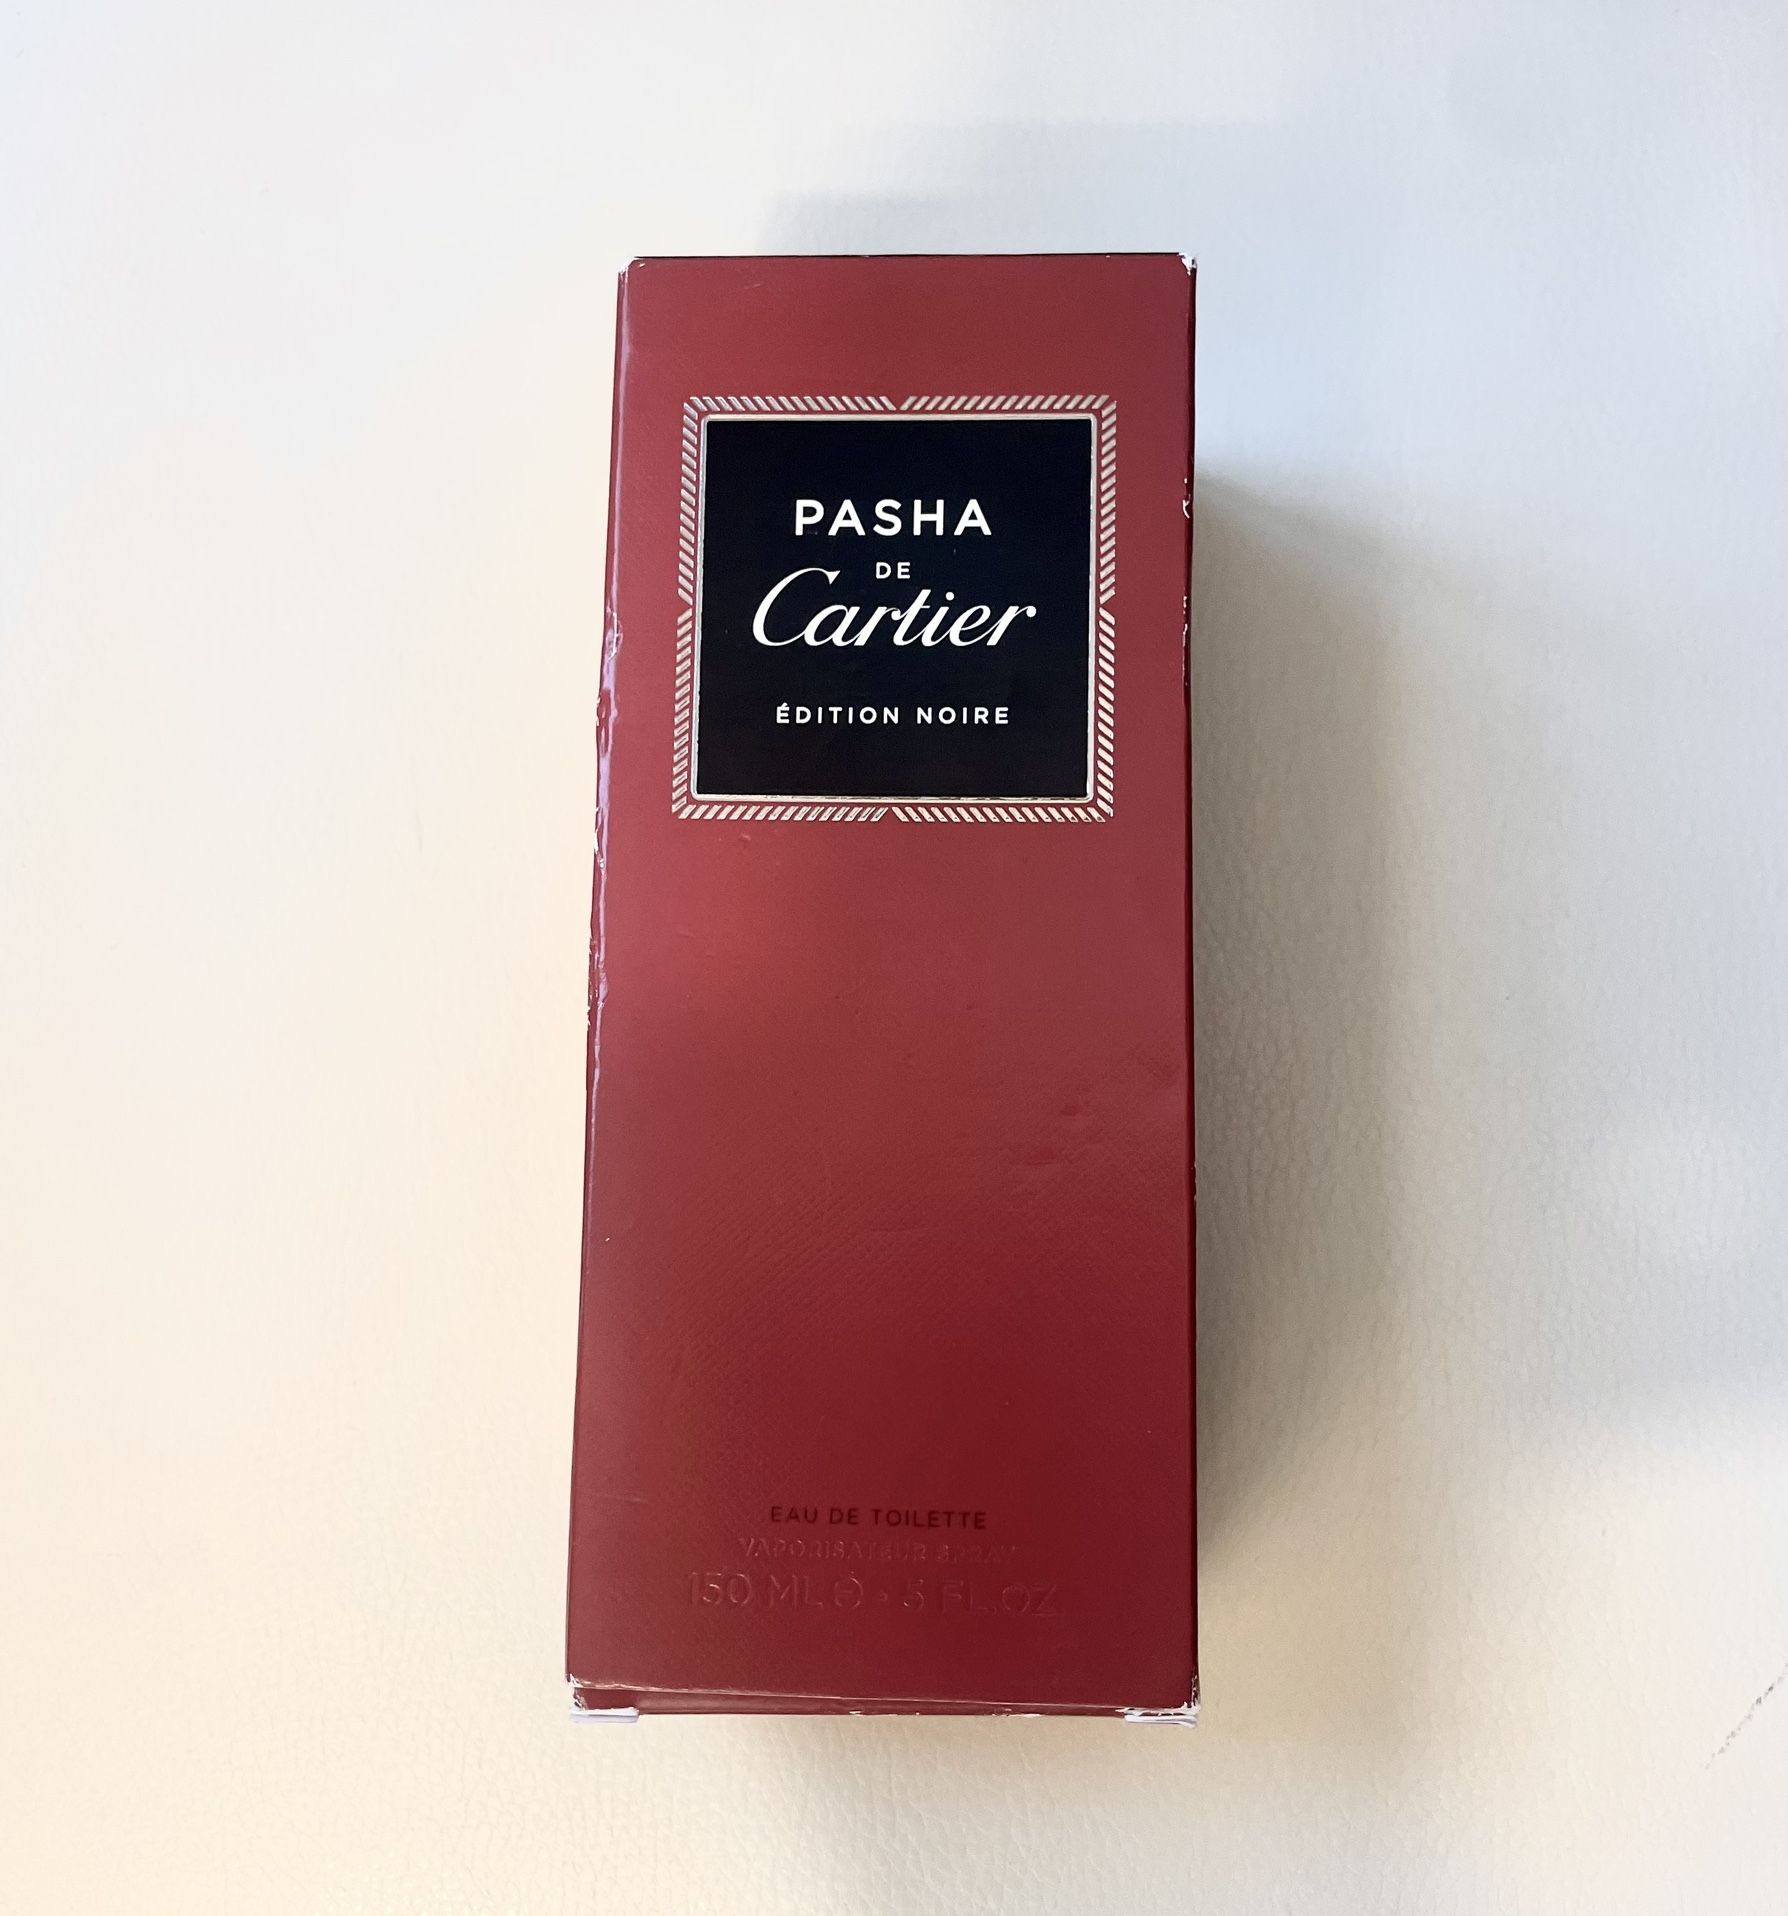 PASHA
DE
Cartier
ÉDITION NOIRE
EAU DE TOILETTE
VAPORISATEUR SPRAY
150 ML ℮ · 5 FL.OZ.